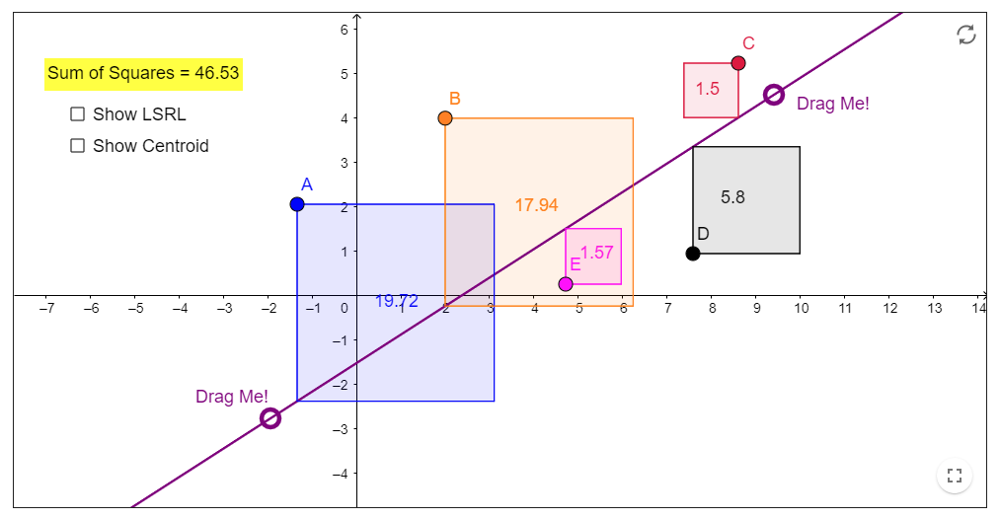 Sum of Squares = 46.53
Show LSRL
Show Centroid
C
1.5
Drag Me!
B
A
17.94
5.8
D
1.57
E
19.72
Drag Me!
6
5
4
3
2
1
–1
–2
–3
–4
–7 –6 –5 –4 –3 –2 –1 0 1 2 3 4 5 6 7 8 9 10 11 12 13 14